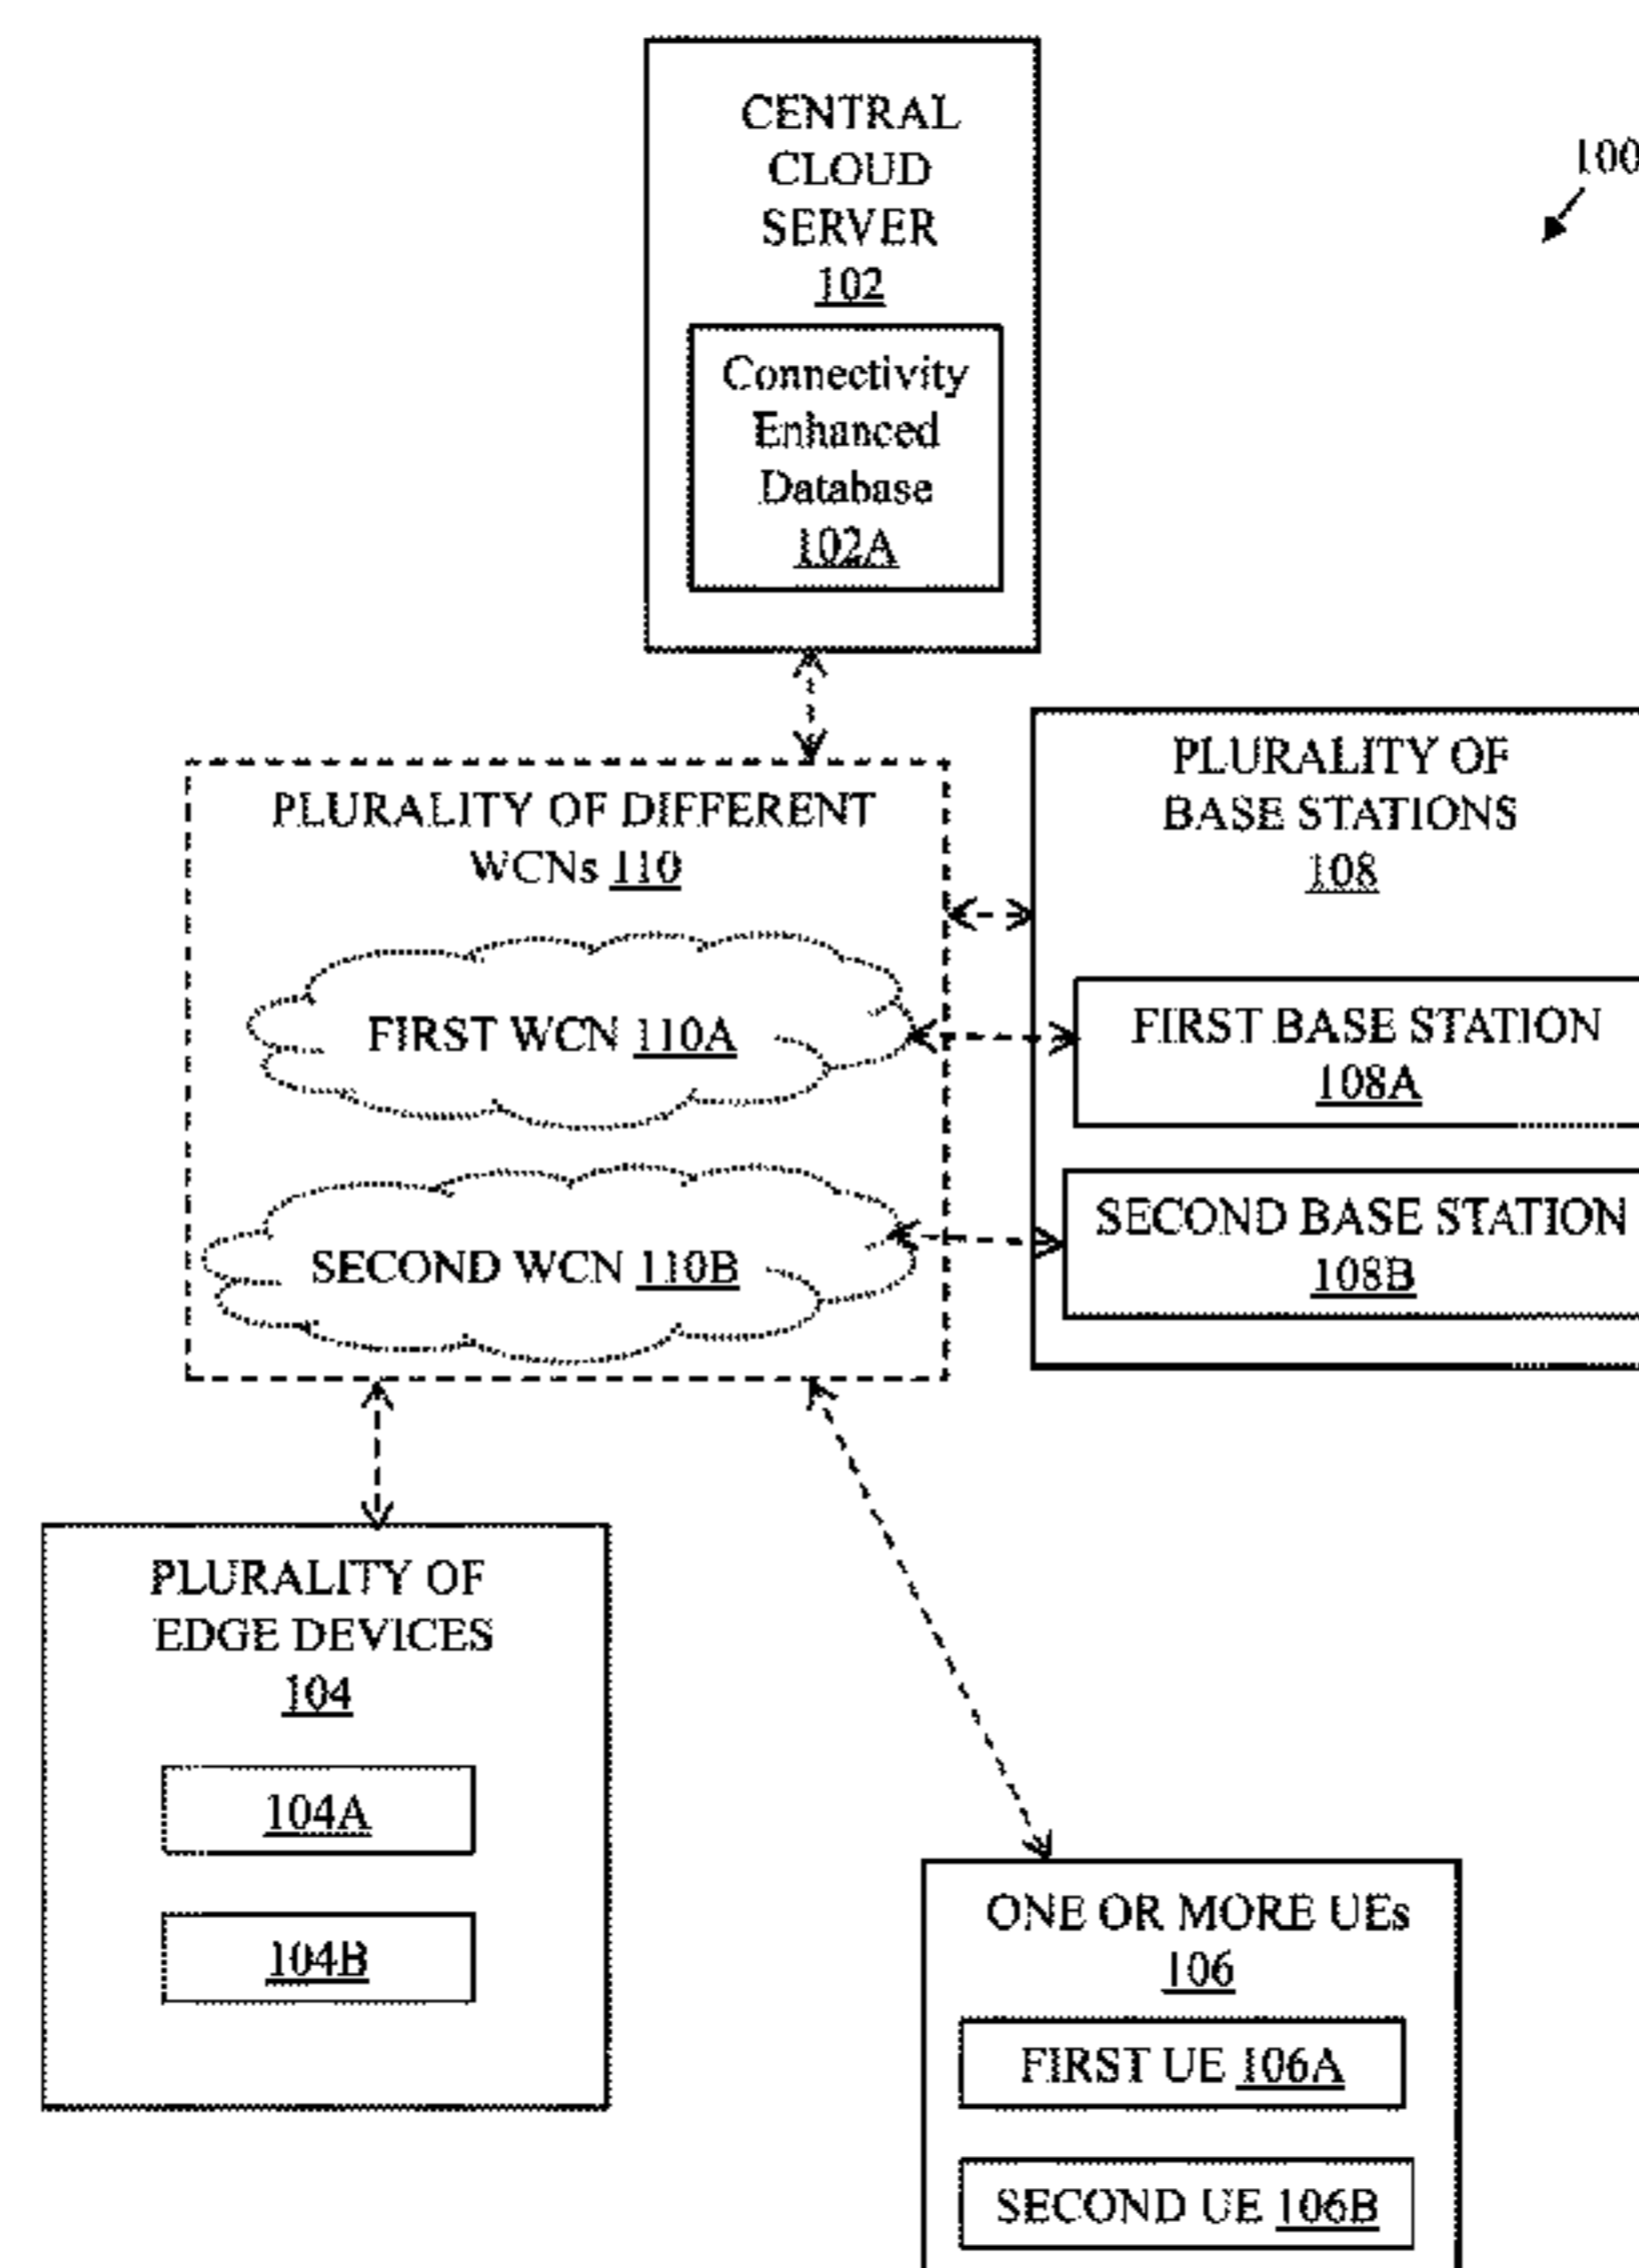 CENTRAL
CLOUD
SERVER
102
Connectivity
Enhanced
Database
102A
100
PLURALITY OF DIFFERENT
WCNs 110
FIRST WCN 110A
SECOND WCN 110B
PLURALITY OF
BASE STATIONS
108
FIRST BASE STATION
108A
SECOND BASE STATION
108B
PLURALITY OF
EDGE DEVICES
104
104A
104B
ONE OR MORE UEs
106
FIRST UE 106A
SECOND UE 106B